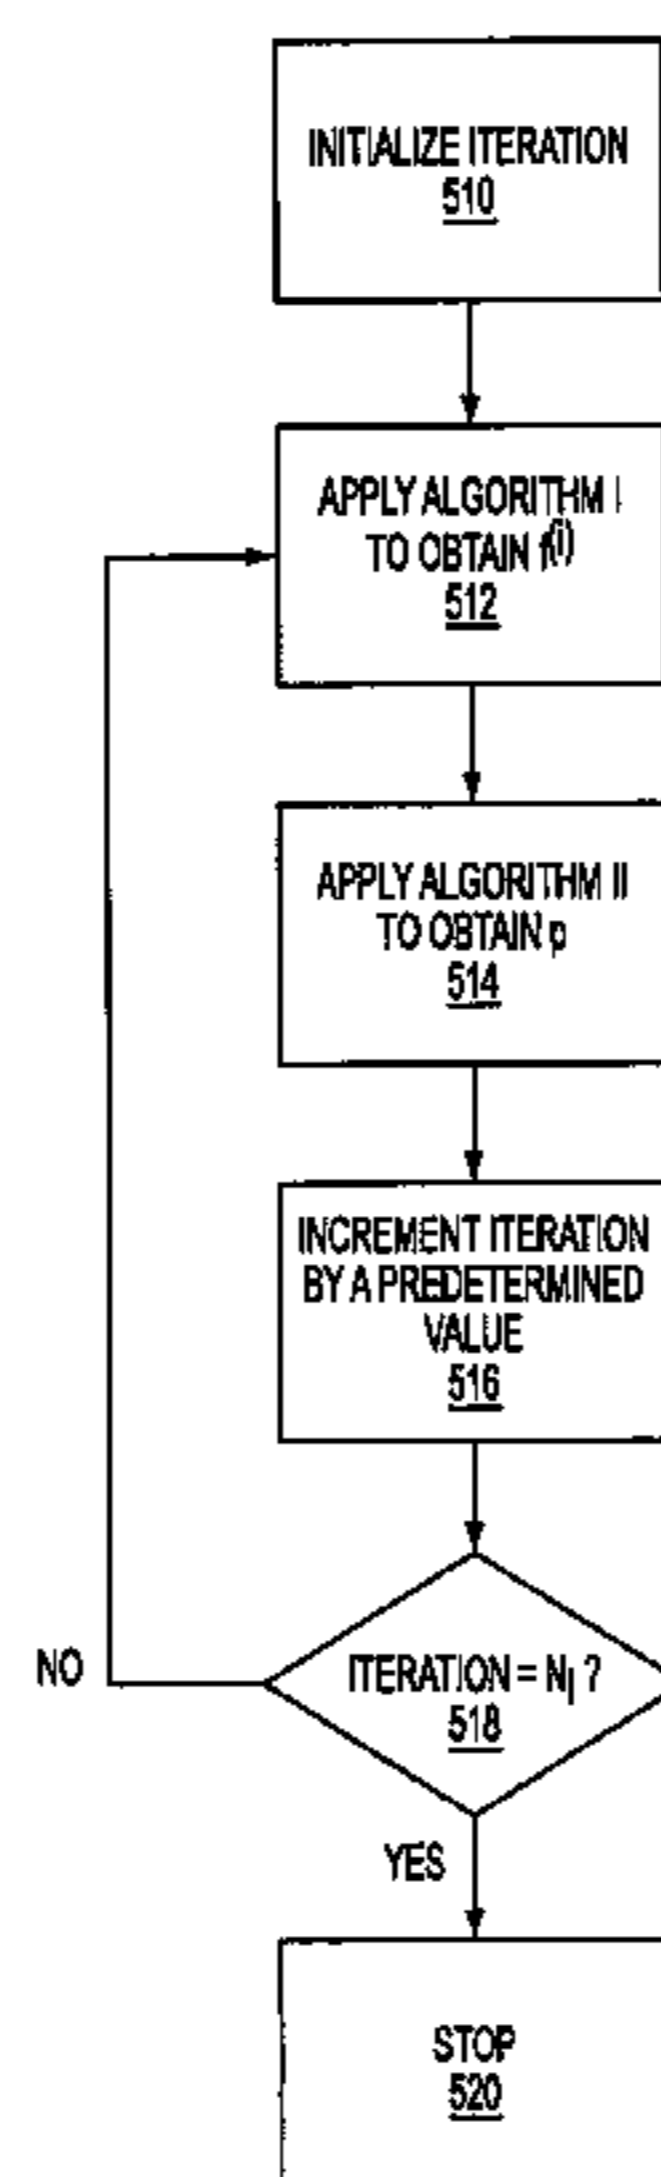 INITIALIZE ITERATION
510
APPLY ALGORITHM I
TO OBTAIN f(i)
512
APPLY ALGORITHM II
TO OBTAIN p
514
INCREMENT ITERATION
BY A PREDETERMINED
VALUE
516
NO
ITERATION = NI ?
518
YES
STOP
520